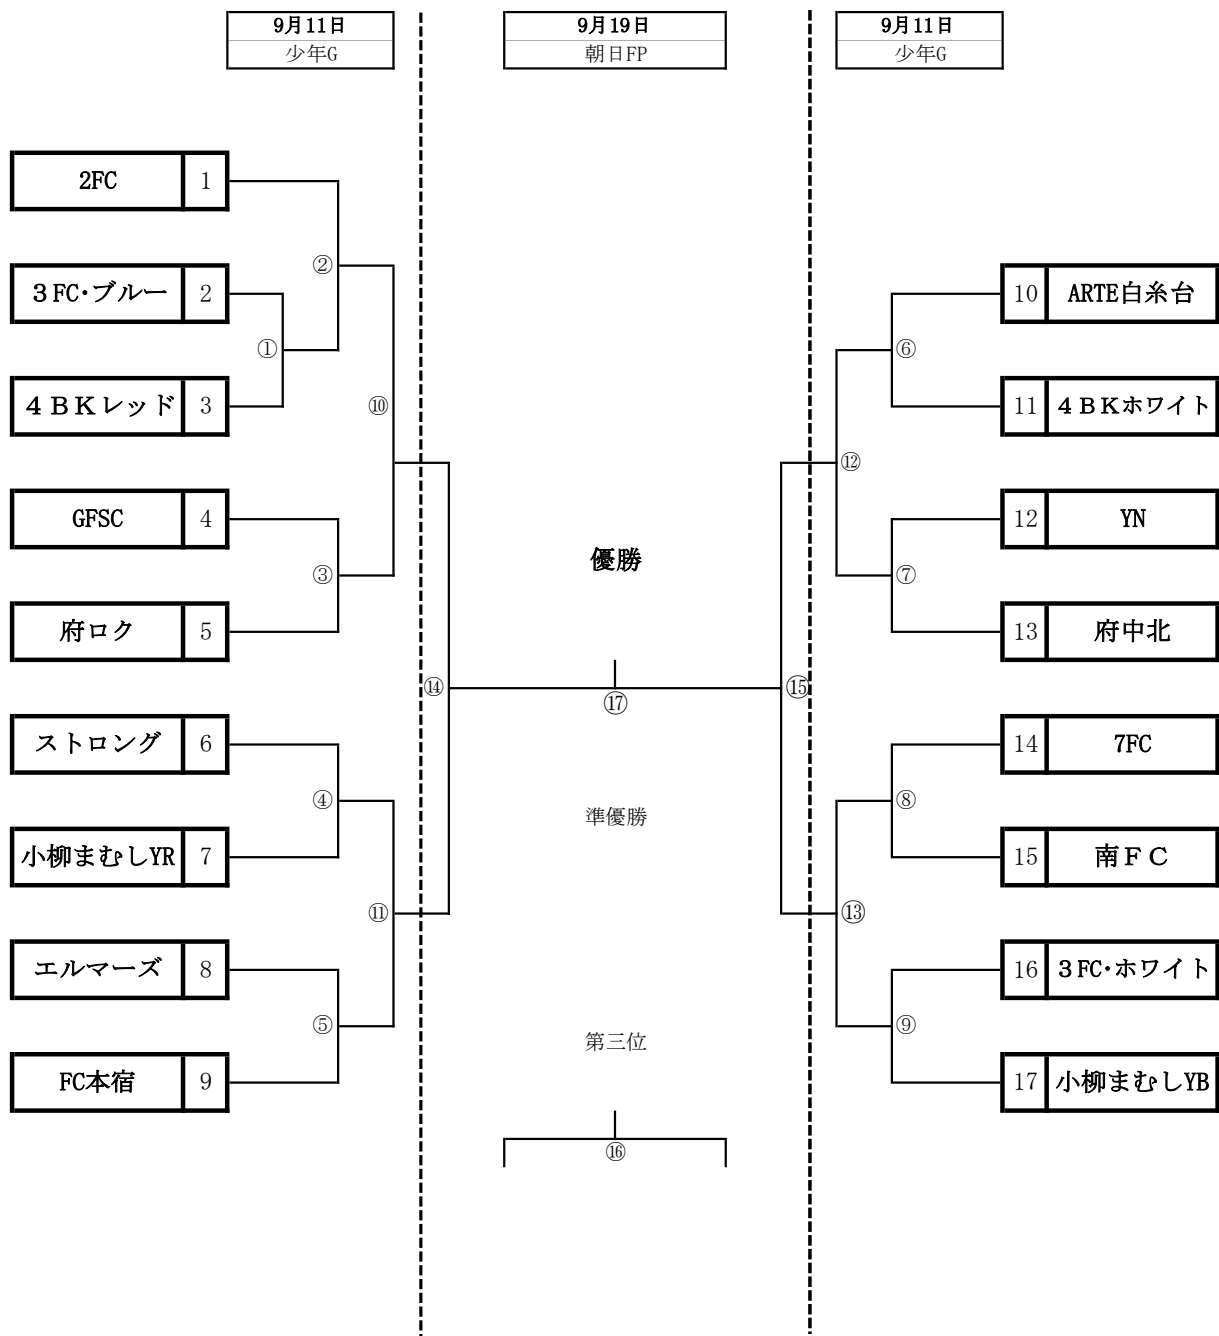 9月11日
少年G
9月19日
朝日FP
9月11日
少年G
2FC 1
②
３FC・ブルー 2
10 ARTE白糸台
①
⑥
４ＢＫレッド 3
⑩
11 ４ＢＫホワイト
⑫
GFSC 4
12 YN
優勝
③
⑦
府ロク 5
13 府中北
⑭
⑰
⑮
ストロング 6
14 7FC
④
⑧
準優勝
小柳まむしYR 7
15 南ＦＣ
⑪
⑬
エルマーズ 8
16 ３FC・ホワイト
⑤
⑨
第三位
FC本宿 9
17 小柳まむしYB
⑯